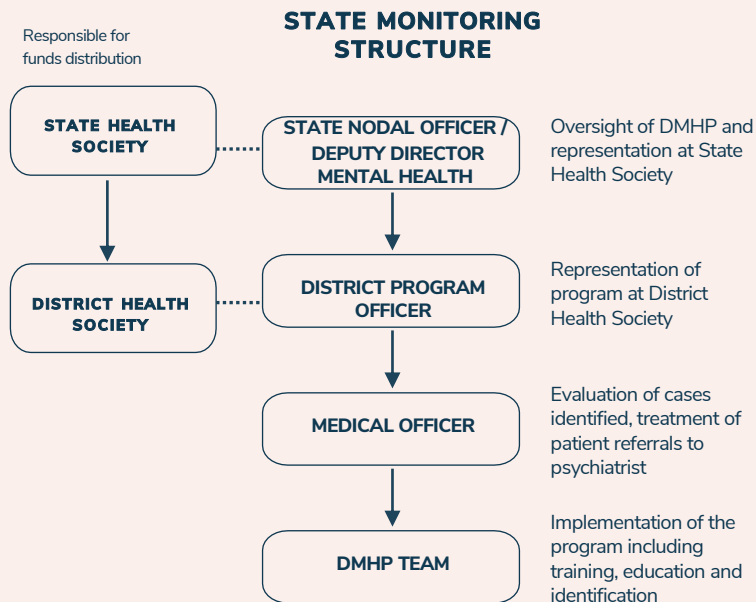 STATE MONITORING
STRUCTURE
Responsible for
funds distribution
STATE HEALTH
SOCIETY
STATE NODAL OFFICER /
DEPUTY DIRECTOR
MENTAL HEALTH
Oversight of DMHP and
representation at State
Health Society
DISTRICT HEALTH
SOCIETY
DISTRICT PROGRAM
OFFICER
Representation of
program at District
Health Society
MEDICAL OFFICER
Evaluation of cases
identified, treatment of
patient referrals to
psychiatrist
DMHP TEAM
Implementation of the
program including
training, education and
identification